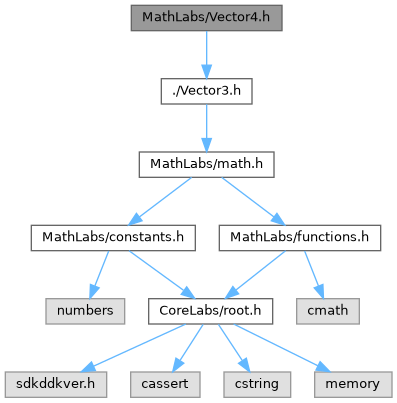 MathLabs/Vector4.h
./Vector3.h
MathLabs/math.h
MathLabs/constants.h
MathLabs/functions.h
numbers
CoreLabs/root.h
cmath
sdkddkver.h
cassert
cstring
memory